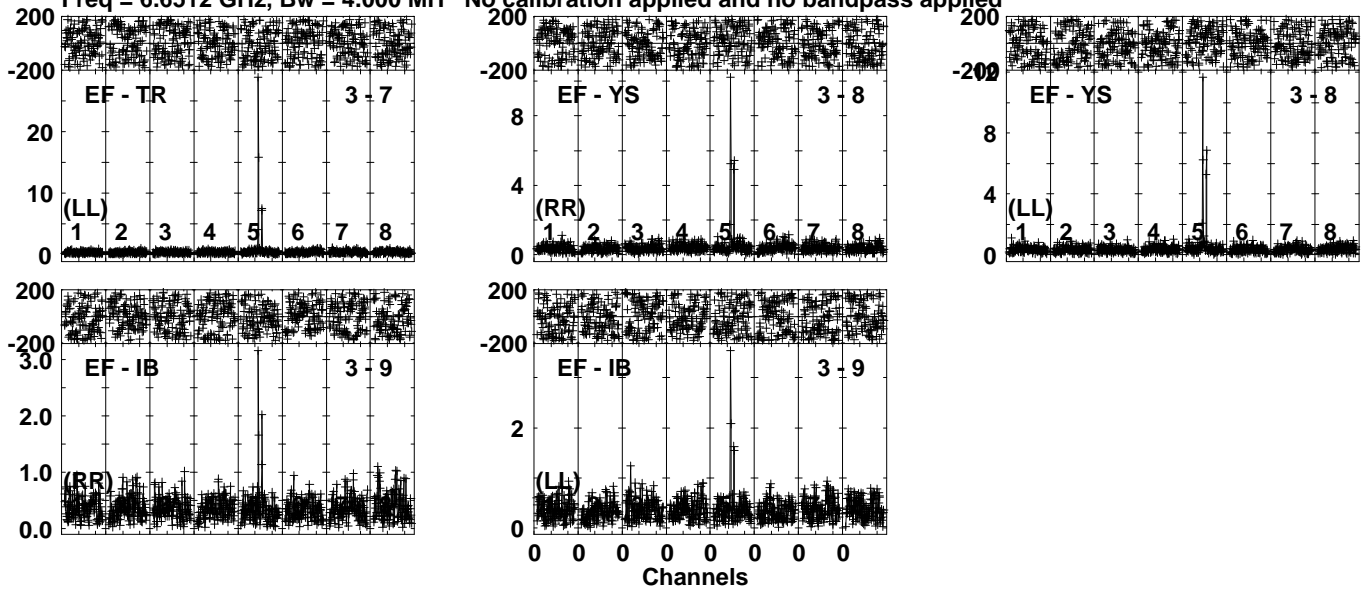 Freq = 6.6512 GHz, Bw = 4.000 MH No calibration applied and no bandpass applied
200 200 200
-200 -200 -200
12
EF - TR 3 - 7 EF - YS 3 - 8 EF - YS 3 - 8
20 8 8
10 4 4
(LL) (RR) (LL)
1 2 3 4 5 6 7 8 1 2 3 4 5 6 7 8 1 2 3 4 5 6 7 8
0 0 0
200 200
-200 -200
3.0
EF - IB 3 - 9 EF - IB 3 - 9
2.0 2
1.0
(RR) (LL)
0.0 0
0 0 0 0 0 0 0 0
Channels